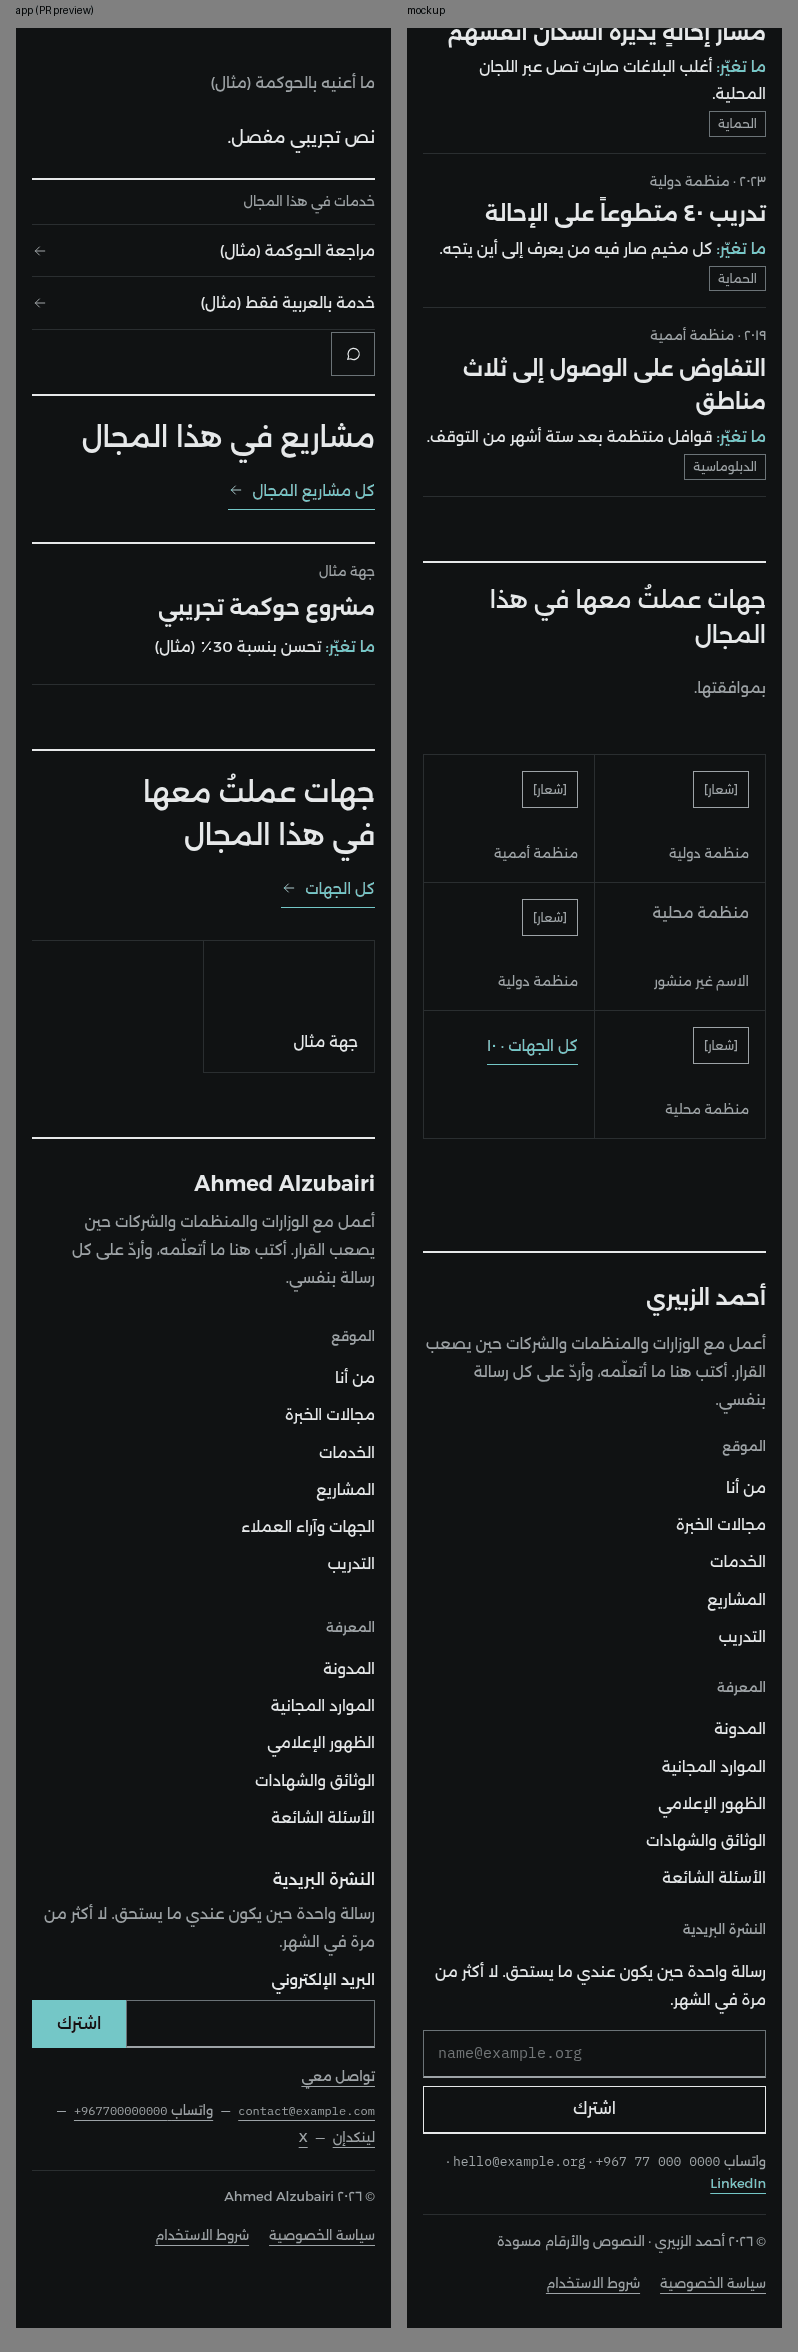 app (PR preview)
ما أعنيه بالحوكمة (مثال)
نص تجريبي مفصل.
خدمات في هذا المجال
مراجعة الحوكمة (مثال) ←
خدمة بالعربية فقط (مثال) ←
مشاريع في هذا المجال
كل مشاريع المجال ←
جهة مثال
مشروع حوكمة تجريبي
ما تغيّر: تحسن بنسبة 30٪ (مثال)
جهات عملتُ معها
في هذا المجال
كل الجهات ←
جهة مثال
Ahmed Alzubairi
أعمل مع الوزارات والمنظمات والشركات حين
يصعب القرار. أكتب هنا ما أتعلّمه، وأردّ على كل
رسالة بنفسي.
الموقع
من أنا
مجالات الخبرة
الخدمات
المشاريع
الجهات وآراء العملاء
التدريب
المعرفة
المدونة
الموارد المجانية
الظهور الإعلامي
الوثائق والشهادات
الأسئلة الشائعة
النشرة البريدية
رسالة واحدة حين يكون عندي ما يستحق. لا أكثر من
مرة في الشهر.
البريد الإلكتروني
اشترك
تواصل معي
contact@example.com — واتساب +967700000000 —
لينكدإن — X
© ٢٠٢٦ Ahmed Alzubairi
سياسة الخصوصية شروط الاستخدام
mockup
مسار إحالةٍ يديره السكان أنفسهم
ما تغيّر: أغلب البلاغات صارت تصل عبر اللجان
المحلية.
الحماية
٢٠٢٣ · منظمة دولية
تدريب ٤٠ متطوعاً على الإحالة
ما تغيّر: كل مخيم صار فيه من يعرف إلى أين يتجه.
الحماية
٢٠١٩ · منظمة أممية
التفاوض على الوصول إلى ثلاث
مناطق
ما تغيّر: قوافل منتظمة بعد ستة أشهر من التوقف.
الدبلوماسية
جهات عملتُ معها في هذا
المجال
بموافقتها.
[شعار] [شعار]
منظمة دولية منظمة أممية
منظمة محلية [شعار]
الاسم غير منشور منظمة دولية
[شعار] كل الجهات · ١٠
منظمة محلية
أحمد الزبيري
أعمل مع الوزارات والمنظمات والشركات حين يصعب
القرار. أكتب هنا ما أتعلّمه، وأردّ على كل رسالة
بنفسي.
الموقع
من أنا
مجالات الخبرة
الخدمات
المشاريع
التدريب
المعرفة
المدونة
الموارد المجانية
الظهور الإعلامي
الوثائق والشهادات
الأسئلة الشائعة
النشرة البريدية
رسالة واحدة حين يكون عندي ما يستحق. لا أكثر من
مرة في الشهر.
name@example.org
اشترك
واتساب +967 77 000 0000 · hello@example.org ·
LinkedIn
© ٢٠٢٦ أحمد الزبيري · النصوص والأرقام مسودة
سياسة الخصوصية شروط الاستخدام